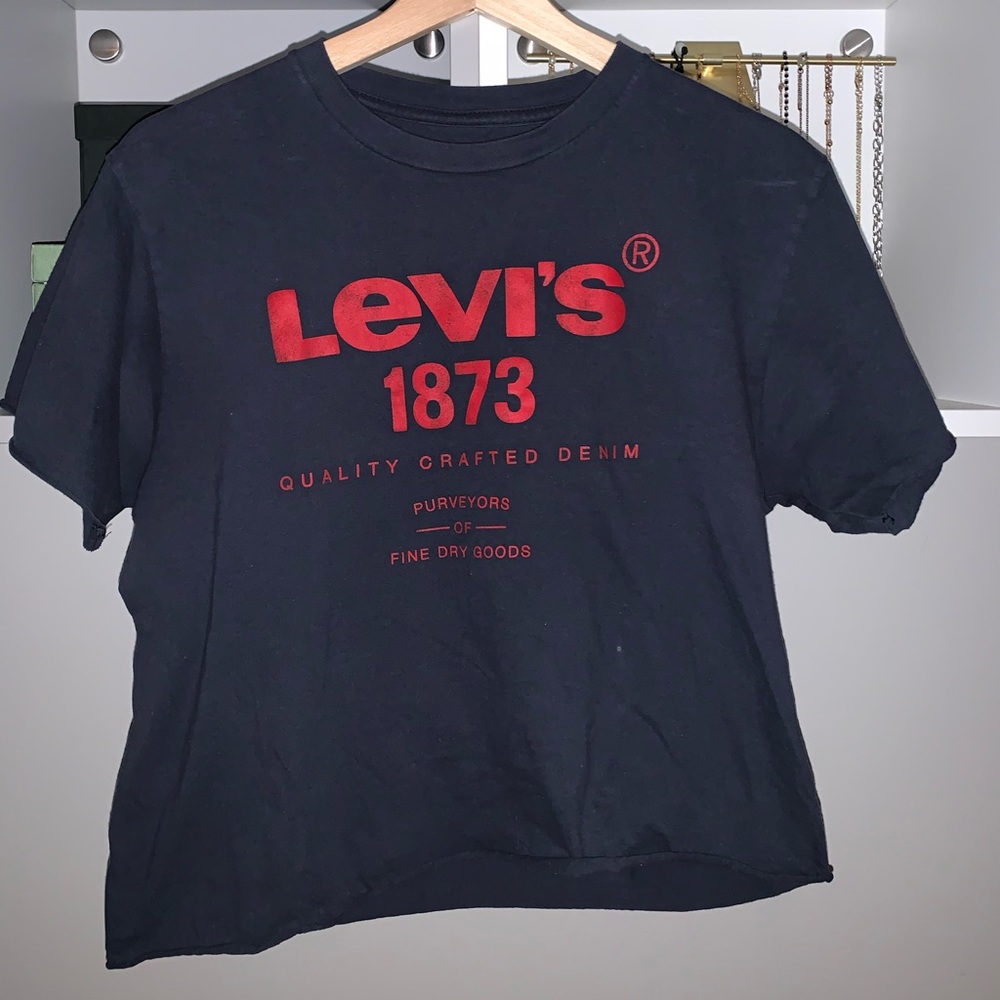 Levi's®
1873
QUALITY CRAFTED DENIM
PURVEYORS
OF
FINE DRY GOODS